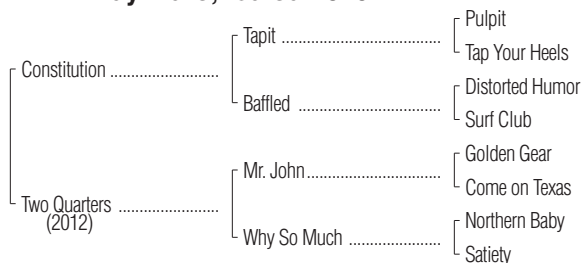 Pulpit
Tapit ..............................................
Tap Your Heels
Constitution ...............................
Distorted Humor
Baffled .........................................
Surf Club
Golden Gear
Mr. John.......................................
Come on Texas
Two Quarters .............................
(2012)
Northern Baby
Why So Much ............................
Satiety